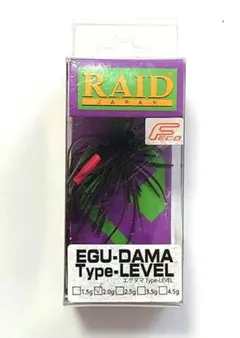 RAID
JAPAN
FECO
EGU-DAMA
Type-LEVEL
エグダマ Type-LEVEL
1.5g 2.0g 2.5g 3.5g 4.5g